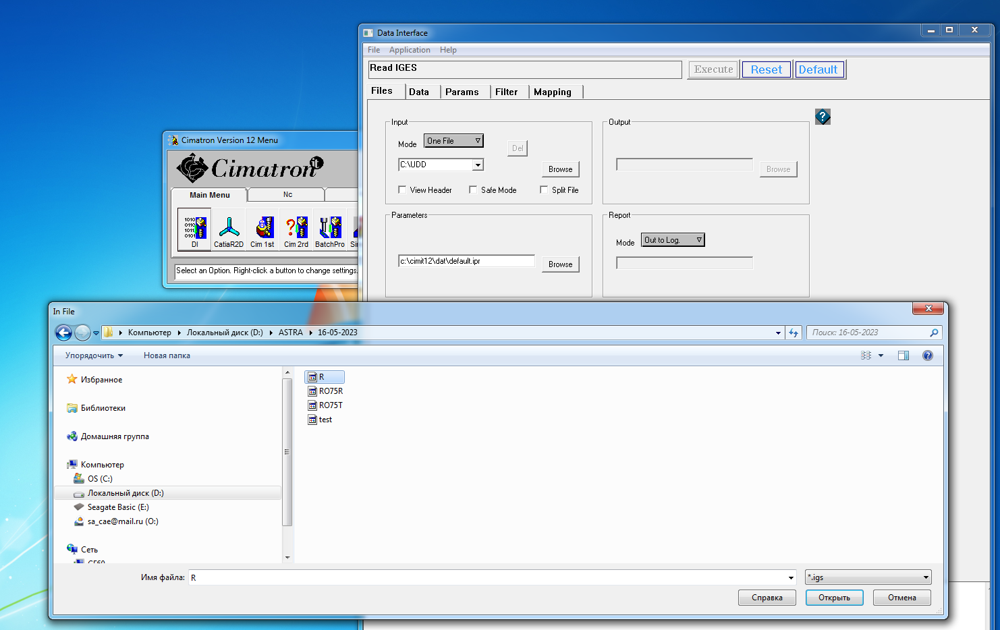 Data Interface
File Application Help
Read IGES
Execute Reset Default
Files Data Params Filter Mapping
Input
Mode One File
Del
C:\UDD
Browse
View Header Safe Mode Split File
Output
Browse
Parameters
c:\cimit12\dat\default.ipr
Browse
Report
Mode Out to Log.
Cimatron Version 12 Menu
Cimatron it
Main Menu Nc
1010
0110
1011
0101
DI CatiaR2D Cim 1st Cim 2rd BatchPro
Select an Option. Right-click a button to change settings.
In File
Компьютер Локальный диск (D:) ASTRA 16-05-2023
Поиск: 16-05-2023
Упорядочить Новая папка
Избранное
Библиотеки
Домашняя группа
Компьютер
OS (C:)
Локальный диск (D:)
Seagate Basic (E:)
sa_cae@mail.ru (O:)
Сеть
R
RO75R
RO75T
test
Имя файла: R
*.igs
Справка Открыть Отмена